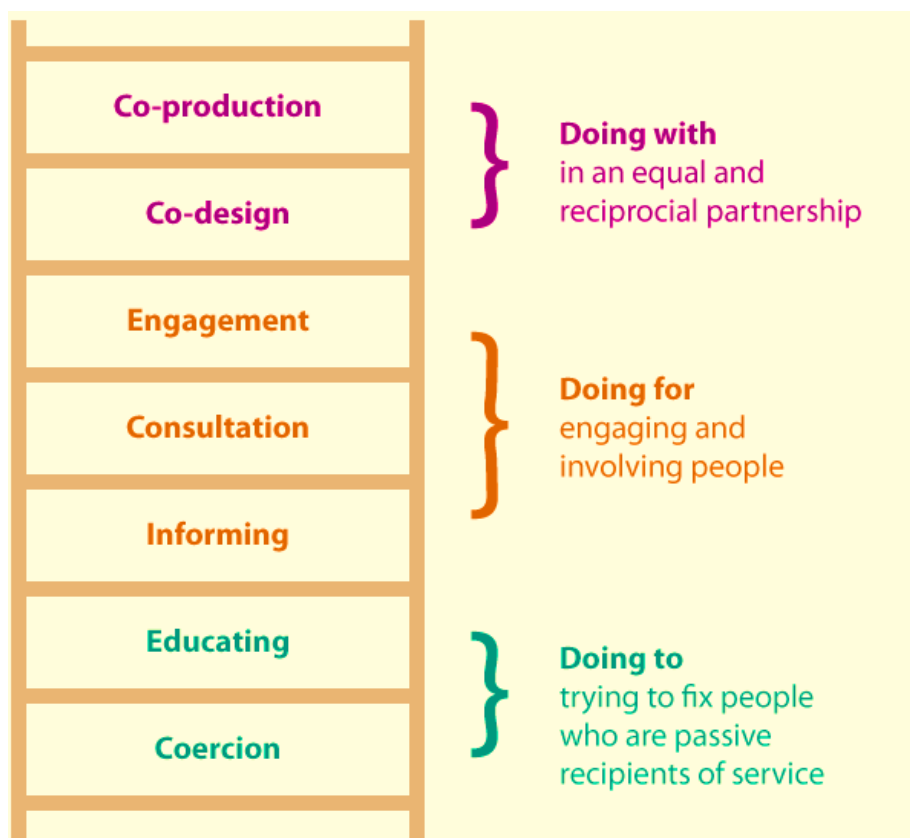 Co-production
Co-design
Engagement
Consultation
Informing
Educating
Coercion
Doing with
in an equal and
reciprocial partnership
Doing for
engaging and
involving people
Doing to
trying to fix people
who are passive
recipients of service